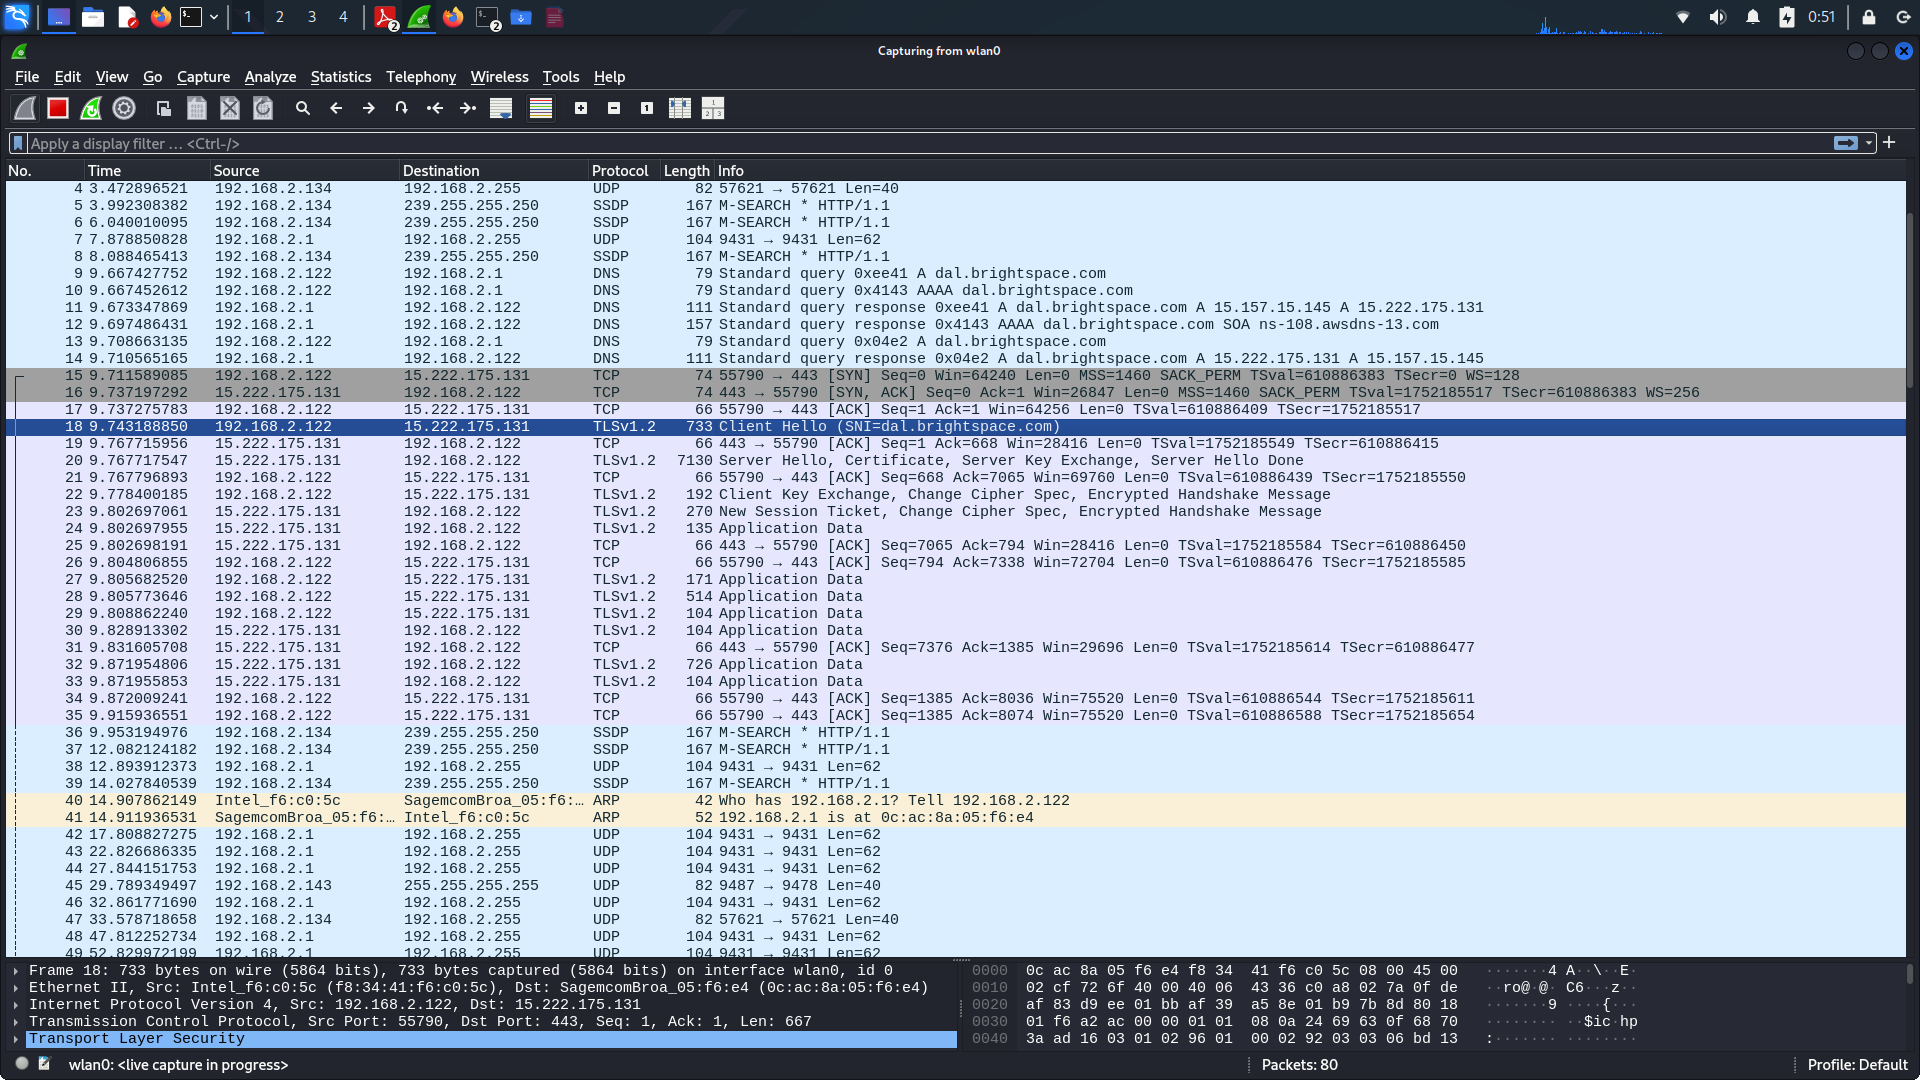 1 2 3 4 2 2 0:51
Capturing from wlan0
File Edit View Go Capture Analyze Statistics Telephony Wireless Tools Help
Apply a display filter … <Ctrl-/>
No. Time Source Destination Protocol Length Info
4 3.472896521 192.168.2.134 192.168.2.255 UDP 82 57621 → 57621 Len=40
5 3.992308382 192.168.2.134 239.255.255.250 SSDP 167 M-SEARCH * HTTP/1.1
6 6.040010095 192.168.2.134 239.255.255.250 SSDP 167 M-SEARCH * HTTP/1.1
7 7.878850828 192.168.2.1 192.168.2.255 UDP 104 9431 → 9431 Len=62
8 8.088465413 192.168.2.134 239.255.255.250 SSDP 167 M-SEARCH * HTTP/1.1
9 9.667427752 192.168.2.122 192.168.2.1 DNS 79 Standard query 0xee41 A dal.brightspace.com
10 9.667452612 192.168.2.122 192.168.2.1 DNS 79 Standard query 0x4143 AAAA dal.brightspace.com
11 9.673347869 192.168.2.1 192.168.2.122 DNS 111 Standard query response 0xee41 A dal.brightspace.com A 15.157.15.145 A 15.222.175.131
12 9.697486431 192.168.2.1 192.168.2.122 DNS 157 Standard query response 0x4143 AAAA dal.brightspace.com SOA ns-108.awsdns-13.com
13 9.708663135 192.168.2.122 192.168.2.1 DNS 79 Standard query 0x04e2 A dal.brightspace.com
14 9.710565165 192.168.2.1 192.168.2.122 DNS 111 Standard query response 0x04e2 A dal.brightspace.com A 15.222.175.131 A 15.157.15.145
15 9.711589085 192.168.2.122 15.222.175.131 TCP 74 55790 → 443 [SYN] Seq=0 Win=64240 Len=0 MSS=1460 SACK_PERM TSval=610886383 TSecr=0 WS=128
16 9.737197292 15.222.175.131 192.168.2.122 TCP 74 443 → 55790 [SYN, ACK] Seq=0 Ack=1 Win=26847 Len=0 MSS=1460 SACK_PERM TSval=1752185517 TSecr=610886383 WS=256
17 9.737275783 192.168.2.122 15.222.175.131 TCP 66 55790 → 443 [ACK] Seq=1 Ack=1 Win=64256 Len=0 TSval=610886409 TSecr=1752185517
18 9.743188850 192.168.2.122 15.222.175.131 TLSv1.2 733 Client Hello (SNI=dal.brightspace.com)
19 9.767715956 15.222.175.131 192.168.2.122 TCP 66 443 → 55790 [ACK] Seq=1 Ack=668 Win=28416 Len=0 TSval=1752185549 TSecr=610886415
20 9.767717547 15.222.175.131 192.168.2.122 TLSv1.2 7130 Server Hello, Certificate, Server Key Exchange, Server Hello Done
21 9.767796893 192.168.2.122 15.222.175.131 TCP 66 55790 → 443 [ACK] Seq=668 Ack=7065 Win=69760 Len=0 TSval=610886439 TSecr=1752185550
22 9.778400185 192.168.2.122 15.222.175.131 TLSv1.2 192 Client Key Exchange, Change Cipher Spec, Encrypted Handshake Message
23 9.802697061 15.222.175.131 192.168.2.122 TLSv1.2 270 New Session Ticket, Change Cipher Spec, Encrypted Handshake Message
24 9.802697955 15.222.175.131 192.168.2.122 TLSv1.2 135 Application Data
25 9.802698191 15.222.175.131 192.168.2.122 TCP 66 443 → 55790 [ACK] Seq=7065 Ack=794 Win=28416 Len=0 TSval=1752185584 TSecr=610886450
26 9.804806855 192.168.2.122 15.222.175.131 TCP 66 55790 → 443 [ACK] Seq=794 Ack=7338 Win=72704 Len=0 TSval=610886476 TSecr=1752185585
27 9.805682520 192.168.2.122 15.222.175.131 TLSv1.2 171 Application Data
28 9.805773646 192.168.2.122 15.222.175.131 TLSv1.2 514 Application Data
29 9.808862240 192.168.2.122 15.222.175.131 TLSv1.2 104 Application Data
30 9.828913302 15.222.175.131 192.168.2.122 TLSv1.2 104 Application Data
31 9.831605708 15.222.175.131 192.168.2.122 TCP 66 443 → 55790 [ACK] Seq=7376 Ack=1385 Win=29696 Len=0 TSval=1752185614 TSecr=610886477
32 9.871954806 15.222.175.131 192.168.2.122 TLSv1.2 726 Application Data
33 9.871955853 15.222.175.131 192.168.2.122 TLSv1.2 104 Application Data
34 9.872009241 192.168.2.122 15.222.175.131 TCP 66 55790 → 443 [ACK] Seq=1385 Ack=8036 Win=75520 Len=0 TSval=610886544 TSecr=1752185611
35 9.915936551 192.168.2.122 15.222.175.131 TCP 66 55790 → 443 [ACK] Seq=1385 Ack=8074 Win=75520 Len=0 TSval=610886588 TSecr=1752185654
36 9.953194976 192.168.2.134 239.255.255.250 SSDP 167 M-SEARCH * HTTP/1.1
37 12.082124182 192.168.2.134 239.255.255.250 SSDP 167 M-SEARCH * HTTP/1.1
38 12.893912373 192.168.2.1 192.168.2.255 UDP 104 9431 → 9431 Len=62
39 14.027840539 192.168.2.134 239.255.255.250 SSDP 167 M-SEARCH * HTTP/1.1
40 14.907862149 Intel_f6:c0:5c SagemcomBroa_05:f6:… ARP 42 Who has 192.168.2.1? Tell 192.168.2.122
41 14.911936531 SagemcomBroa_05:f6:… Intel_f6:c0:5c ARP 52 192.168.2.1 is at 0c:ac:8a:05:f6:e4
42 17.808827275 192.168.2.1 192.168.2.255 UDP 104 9431 → 9431 Len=62
43 22.826686335 192.168.2.1 192.168.2.255 UDP 104 9431 → 9431 Len=62
44 27.844151753 192.168.2.1 192.168.2.255 UDP 104 9431 → 9431 Len=62
45 29.789349497 192.168.2.143 255.255.255.255 UDP 82 9487 → 9478 Len=40
46 32.861771690 192.168.2.1 192.168.2.255 UDP 104 9431 → 9431 Len=62
47 33.578718658 192.168.2.134 192.168.2.255 UDP 82 57621 → 57621 Len=40
48 47.812252734 192.168.2.1 192.168.2.255 UDP 104 9431 → 9431 Len=62
49 52.829972199 192.168.2.1 192.168.2.255 UDP 104 9431 → 9431 Len=62
Frame 18: 733 bytes on wire (5864 bits), 733 bytes captured (5864 bits) on interface wlan0, id 0
Ethernet II, Src: Intel_f6:c0:5c (f8:34:41:f6:c0:5c), Dst: SagemcomBroa_05:f6:e4 (0c:ac:8a:05:f6:e4)
Internet Protocol Version 4, Src: 192.168.2.122, Dst: 15.222.175.131
Transmission Control Protocol, Src Port: 55790, Dst Port: 443, Seq: 1, Ack: 1, Len: 667
Transport Layer Security
0000 0c ac 8a 05 f6 e4 f8 34 41 f6 c0 5c 08 00 45 00 ·······4 A··\··E·
0010 02 cf 72 6f 40 00 40 06 43 36 c0 a8 02 7a 0f de ··ro@·@· C6···z··
0020 af 83 d9 ee 01 bb af 39 a5 8e 01 b9 7b 8d 80 18 ·······9 ····{···
0030 01 f6 a2 ac 00 00 01 01 08 0a 24 69 63 0f 68 70 ········ ··$ic·hp
0040 3a ad 16 03 01 02 96 01 00 02 92 03 03 06 bd 13 :······· ········
wlan0: <live capture in progress> Packets: 80 Profile: Default